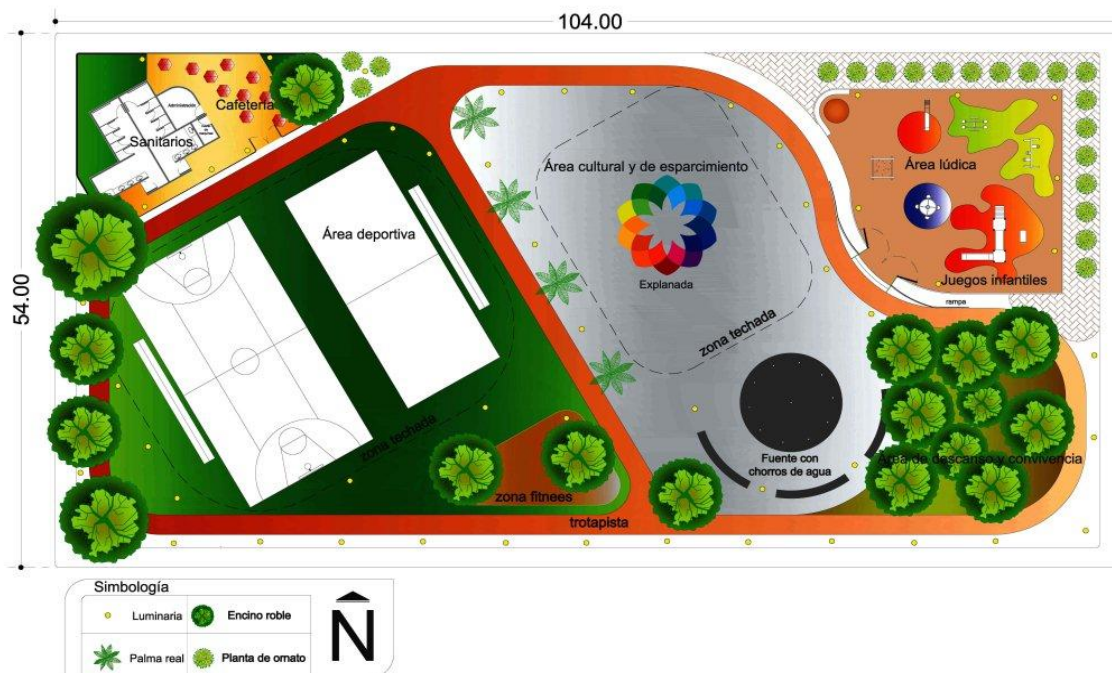 104.00
54.00
Administración
Cafetería
Sanitarios
Área deportiva
zona techada
Área cultural y de esparcimiento
Explanada
zona techada
Área lúdica
Juegos infantiles
rampa
Fuente con
chorros de agua
Área de descanso y convivencia
zona fitnees
trotapista
Simbología
Luminaria
Encino roble
Palma real
Planta de ornato
N